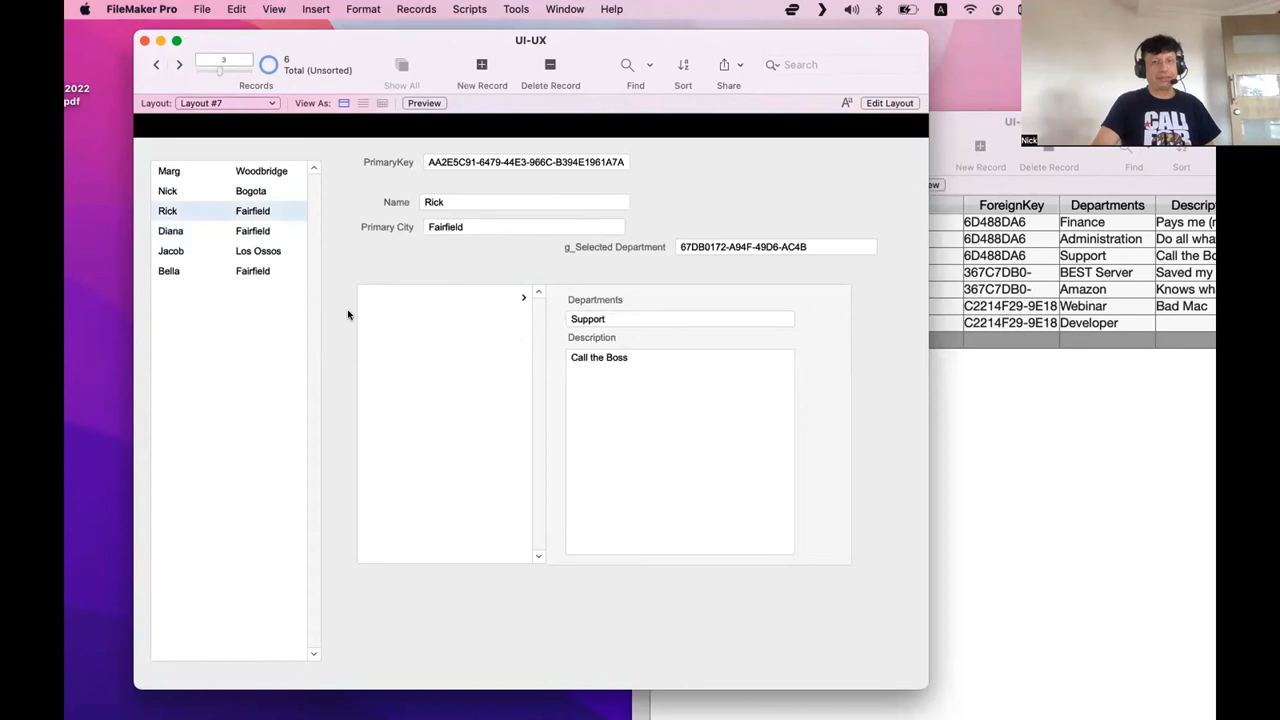 FileMaker Pro File Edit View Insert Format Records Scripts Tools Window Help A
2022
pdf
UI-UX
3
6
Total (Unsorted)
Records
Show All
New Record
Delete Record
Find
Sort
Share
Search
Layout: Layout #7 View As: Preview Aª Edit Layout
Marg Woodbridge
Nick Bogota
Rick Fairfield
Diana Fairfield
Jacob Los Ossos
Bella Fairfield
PrimaryKey AA2E5C91-6479-44E3-966C-B394E1961A7A
Name Rick
Primary City Fairfield
g_Selected Department 67DB0172-A94F-49D6-AC4B
Departments
Support
Description
Call the Boss
CALL
FOR
Nick
UI-
New Record Delete Record Find Sort
ew
ForeignKey Departments Descrip
6D488DA6 Finance Pays me (r
6D488DA6 Administration Do all wha
6D488DA6 Support Call the Bo
367C7DB0- BEST Server Saved my
367C7DB0- Amazon Knows wh
C2214F29-9E18 Webinar Bad Mac
C2214F29-9E18 Developer